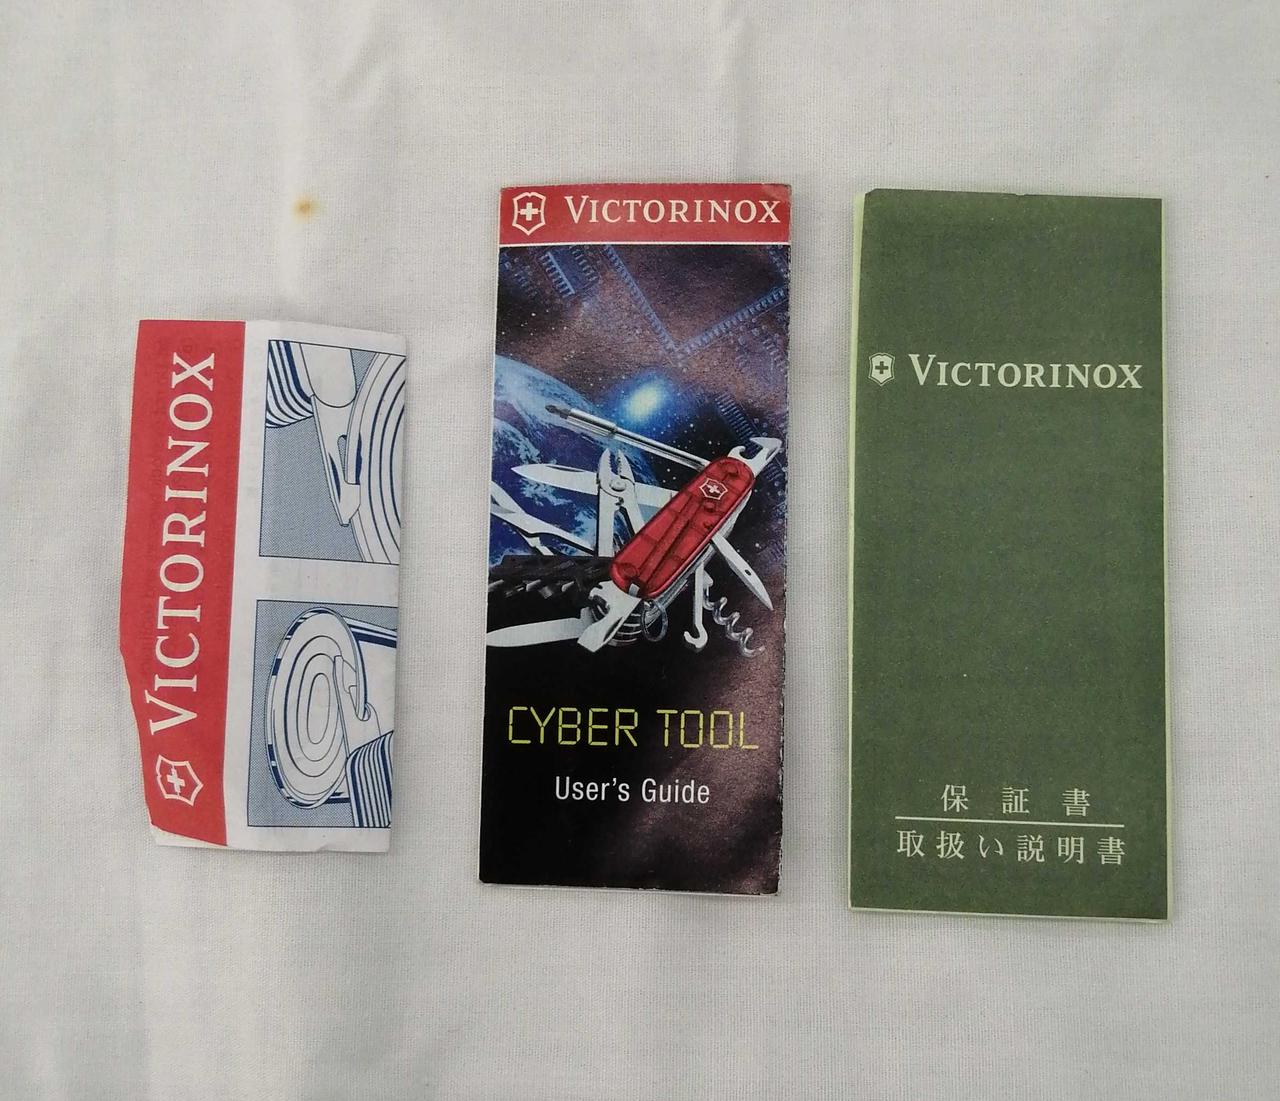 VICTORINOX
VICTORINOX
CYBER TOOL
User's Guide
VICTORINOX
保証書
取扱い説明書